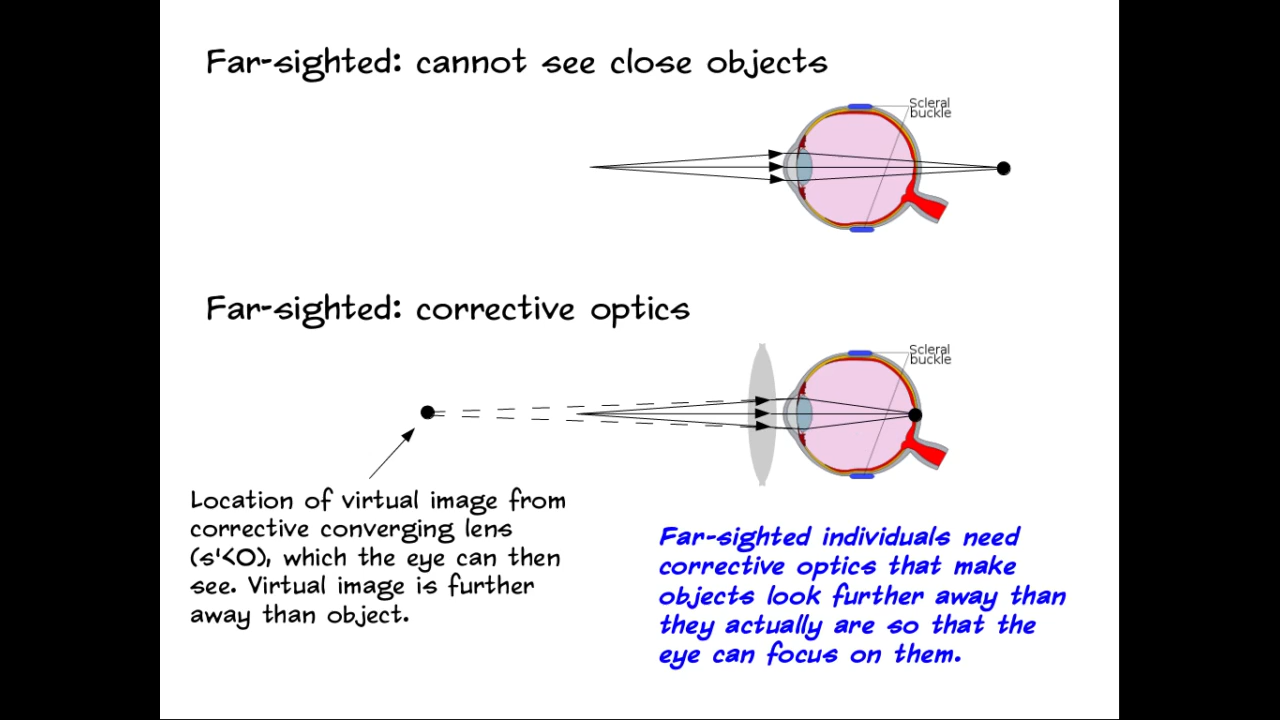 Far-sighted: cannot see close objects
Scleral
buckle
Far-sighted: corrective optics
Scleral
buckle
Location of virtual image from
corrective converging lens
(s'<0), which the eye can then
see. Virtual image is further
away than object.
Far-sighted individuals need
corrective optics that make
objects look further away than
they actually are so that the
eye can focus on them.